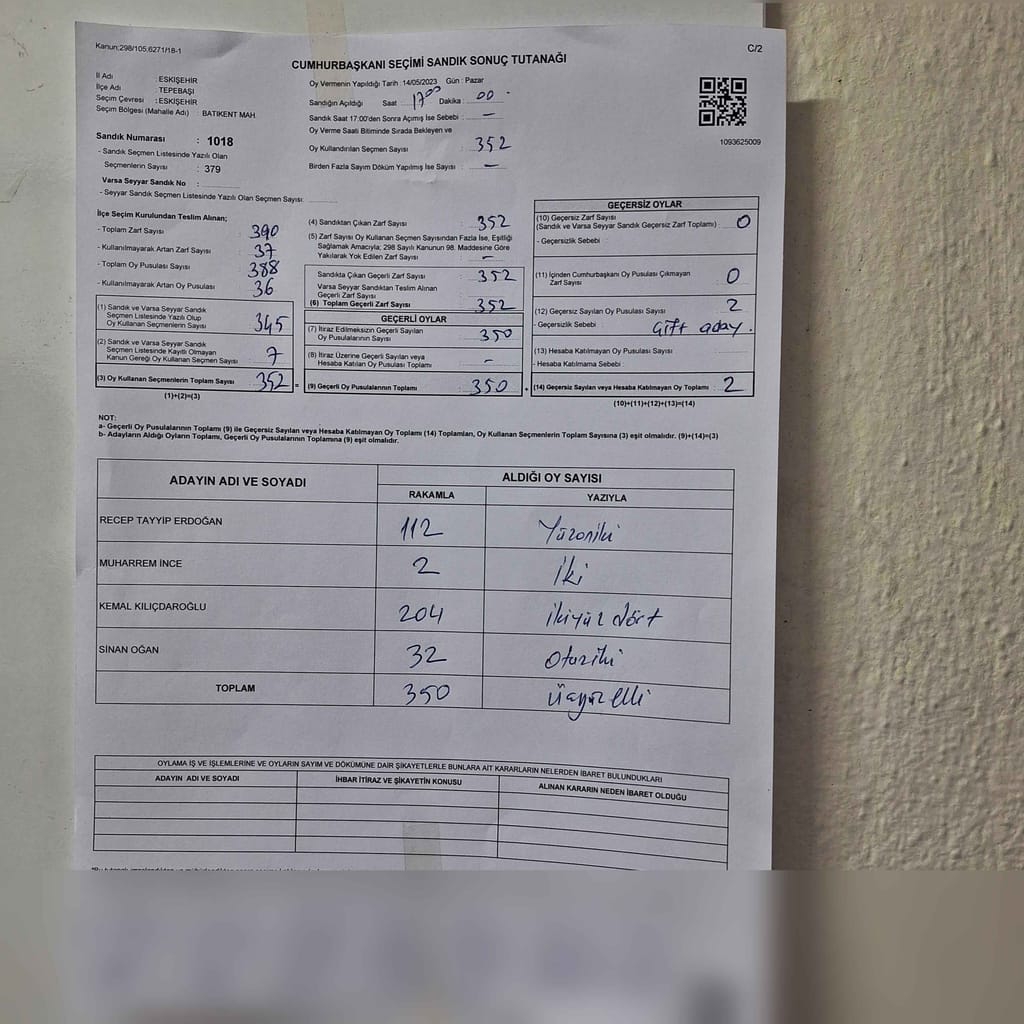 Kanun;298/105,6271/18-1
C/2
CUMHURBAŞKANI SEÇİMİ SANDIK SONUÇ TUTANAĞI
İl Adı : ESKİŞEHİR
İlçe Adı : TEPEBAŞI
Seçim Çevresi : ESKİŞEHİR
Seçim Bölgesi (Mahalle Adı) : BATIKENT MAH
Sandık Numarası : 1018
- Sandık Seçmen Listesinde Yazılı Olan
Seçmenlerin Sayısı : 379
Varsa Seyyar Sandık No :
- Seyyar Sandık Seçmen Listesinde Yazılı Olan Seçmen Sayısı:
Oy Vermenin Yapıldığı Tarih :14/05/2023 Gün : Pazar
Sandığın Açıldığı Saat 17:00 Dakika : 00
Sandık Saat 17:00'den Sonra Açımış İse Sebebi : -
Oy Verme Saati Bitiminde Sırada Bekleyen ve
Oy Kullandırılan Seçmen Sayısı : 352
Birden Fazla Sayım Döküm Yapılmış İse Sayısı : -
1093625009
İlçe Seçim Kurulundan Teslim Alınan;
- Toplam Zarf Sayısı : 390
- Kullanılmayarak Artan Zarf Sayısı : 37
- Toplam Oy Pusulası Sayısı : 388
- Kullanılmayarak Artan Oy Pusulası : 36
(1) Sandık ve Varsa Seyyar Sandık
Seçmen Listesinde Yazılı Olup
Oy Kullanan Seçmenlerin Sayısı : 345
(2) Sandık ve Varsa Seyyar Sandık
Seçmen Listesinde Kayıtlı Olmayan
Kanun Gereği Oy Kullanan Seçmen Sayısı : 7
(3) Oy Kullanan Seçmenlerin Toplam Sayısı : 352 =
(1)+(2)=(3)
(4) Sandıktan Çıkan Zarf Sayısı : 352
(5) Zarf Sayısı Oy Kullanan Seçmen Sayısından Fazla İse, Eşitliği
Sağlamak Amacıyla; 298 Sayılı Kanunun 98. Maddesine Göre
Yakılarak Yok Edilen Zarf Sayısı : -
Sandıkta Çıkan Geçerli Zarf Sayısı : 352
Varsa Seyyar Sandıktan Teslim Alınan
Geçerli Zarf Sayısı :
(6) Toplam Geçerli Zarf Sayısı : 352
GEÇERLİ OYLAR
(7) İtiraz Edilmeksizin Geçerli Sayılan
Oy Pusulalarının Sayısı : 350
(8) İtiraz Üzerine Geçerli Sayılan veya
Hesaba Katılan Oy Pusulası Toplamı : -
(9) Geçerli Oy Pusulalarının Toplamı : 350 +
GEÇERSİZ OYLAR
(10) Geçersiz Zarf Sayısı
(Sandık ve Varsa Seyyar Sandık Geçersiz Zarf Toplamı) : 0
- Geçersizlik Sebebi :
(11) İçinden Cumhurbaşkanı Oy Pusulası Çıkmayan
Zarf Sayısı : 0
(12) Geçersiz Sayılan Oy Pusulası Sayısı : 2
- Geçersizlik Sebebi : Çift aday.
(13) Hesaba Katılmayan Oy Pusulası Sayısı :
- Hesaba Katılmama Sebebi :
(14) Geçersiz Sayılan veya Hesaba Katılmayan Oy Toplamı : 2
(10)+(11)+(12)+(13)=(14)
NOT:
a- Geçerli Oy Pusulalarının Toplamı (9) ile Geçersiz Sayılan veya Hesaba Katılmayan Oy Toplamı (14) Toplamları, Oy Kullanan Seçmenlerin Toplam Sayısına (3) eşit olmalıdır. (9)+(14)=(3)
b- Adayların Aldığı Oyların Toplamı, Geçerli Oy Pusulalarının Toplamına (9) eşit olmalıdır.
ADAYIN ADI VE SOYADI
ALDIĞI OY SAYISI
RAKAMLA YAZIYLA
RECEP TAYYİP ERDOĞAN 112 Yüzoniki
MUHARREM İNCE 2 İki
KEMAL KILIÇDAROĞLU 204 ikiyüz dört
SİNAN OĞAN 32 Otuziki
TOPLAM 350 Üçyüz elli
OYLAMA İŞ VE İŞLEMLERİNE VE OYLARIN SAYIM VE DÖKÜMÜNE DAİR ŞİKAYETLERLE BUNLARA AİT KARARLARIN NELERDEN İBARET BULUNDUKLARI
ADAYIN ADI VE SOYADI İHBAR İTİRAZ VE ŞİKAYETİN KONUSU ALINAN KARARIN NEDEN İBARET OLDUĞU